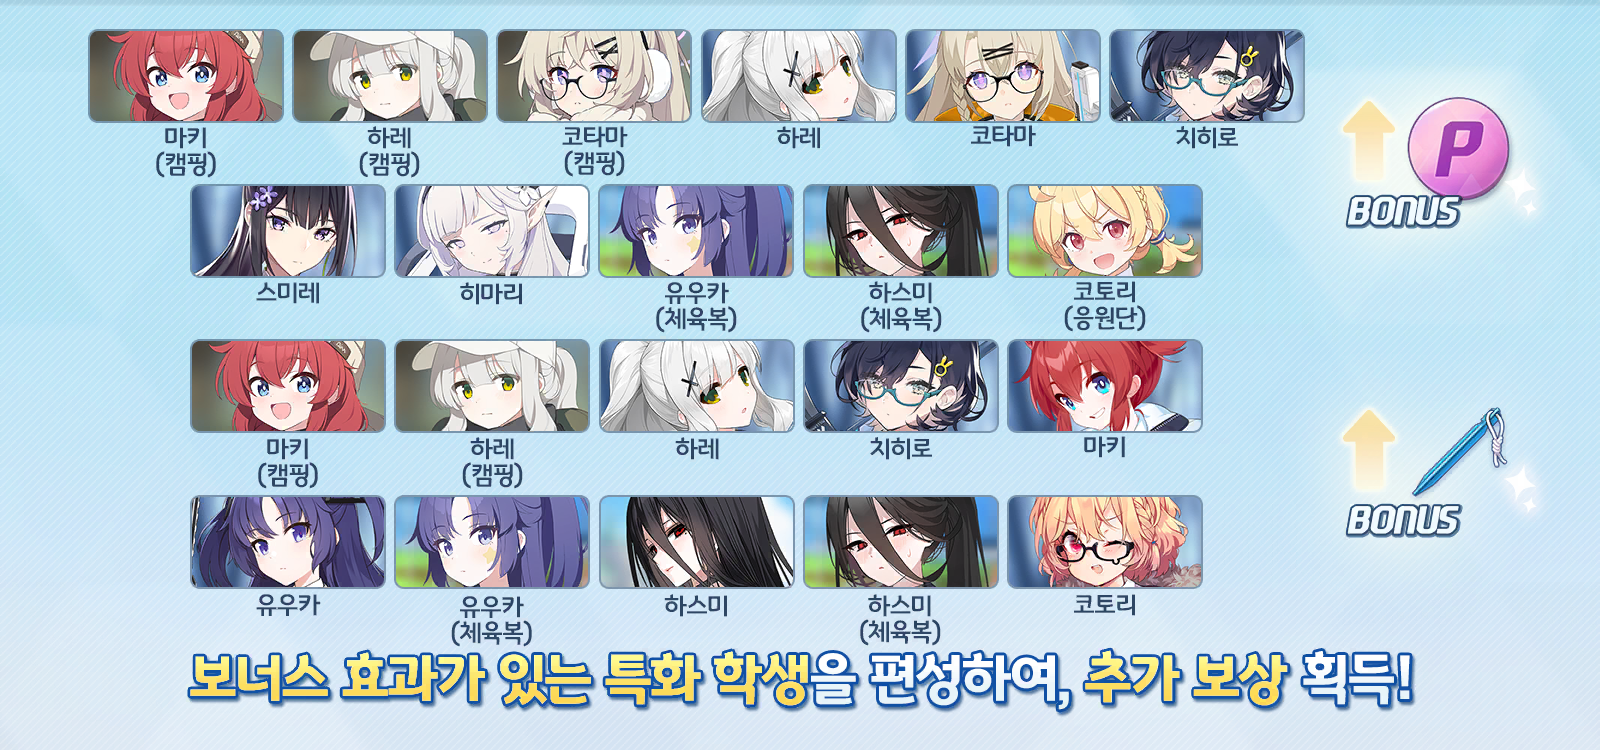 마키
(캠핑)
하레
(캠핑)
코타마
(캠핑)
하레
코타마
치히로
P
BONUS
스미레
히마리
유우카
(체육복)
하스미
(체육복)
코토리
(응원단)
마키
(캠핑)
하레
(캠핑)
하레
치히로
마키
BONUS
유우카
유우카
(체육복)
하스미
하스미
(체육복)
코토리
보너스 효과가 있는 특화 학생을 편성하여, 추가 보상 획득!